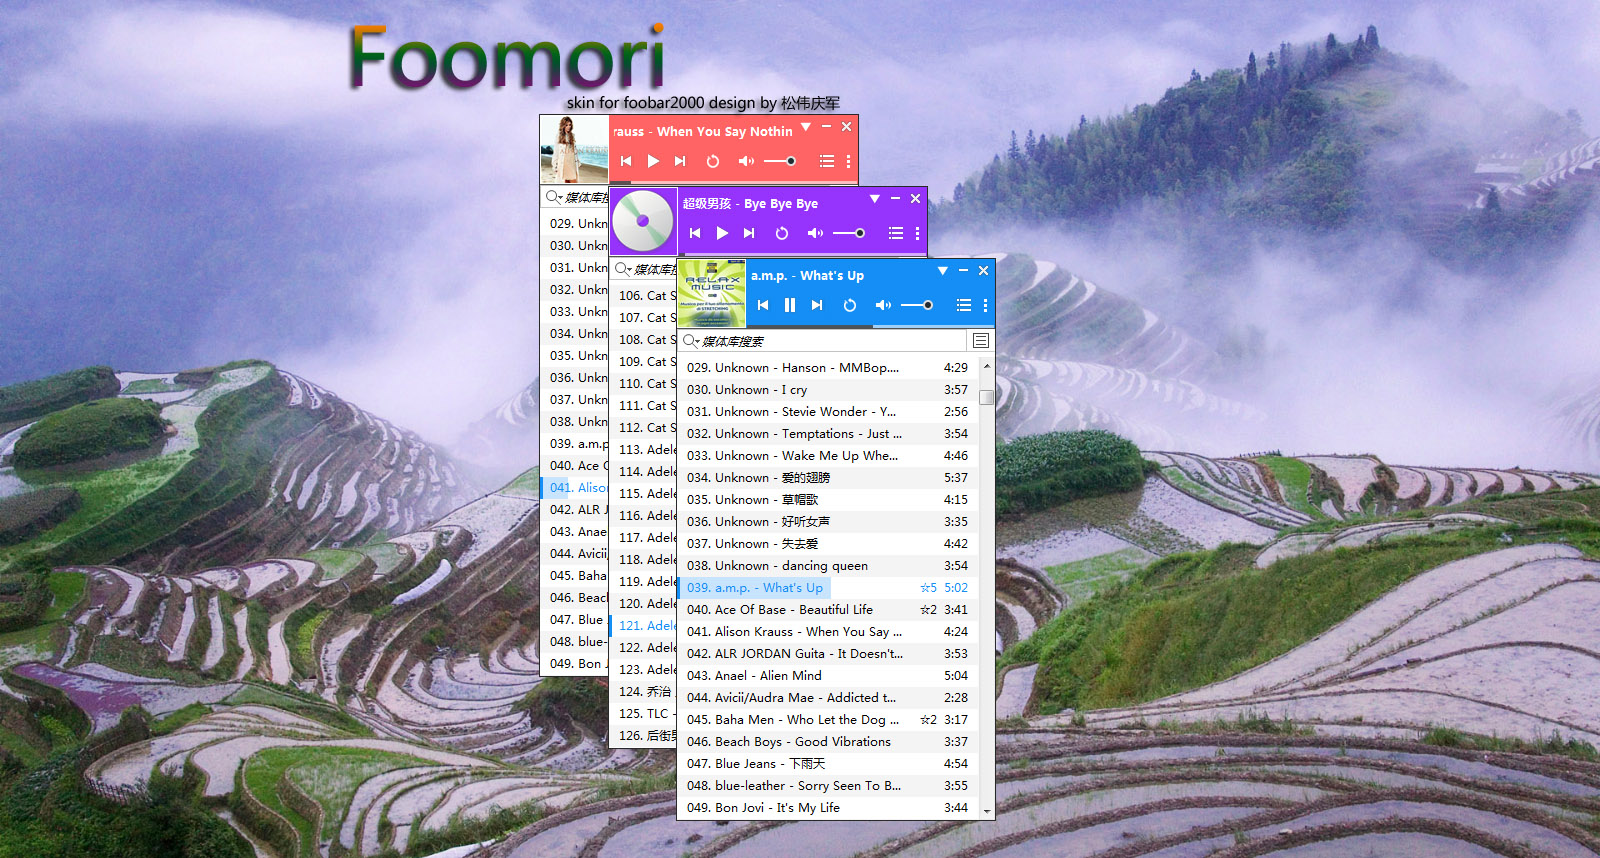 Foomori
skin for foobar2000 design by 松伟庆军
rauss - When You Say Nothin
媒体库搜
029. Unkn
030. Unkn
031. Unkn
032. Unkn
033. Unkn
034. Unkn
035. Unkn
036. Unkn
037. Unkn
038. Unkn
039. a.m.p
040. Ace
041. Alison
042. ALR J
043. Anae
044. Avicii
045. Baha
046. Beach
047. Blue
048. blue-
049. Bon J
超级男孩 - Bye Bye Bye
媒体库搜
106. Cat S
107. Cat S
108. Cat S
109. Cat S
110. Cat S
111. Cat S
112. Cat S
113. Adele
114. Adele
115. Adele
116. Adele
117. Adele
118. Adele
119. Adele
120. Adele
121. Adele
122. Adele
123. Adele
124. 乔治
125. TLC -
126. 后街男
RELAX MUSIC
a.m.p. - What's Up
媒体库搜索
029. Unknown - Hanson - MMBop.... 4:29
030. Unknown - I cry 3:57
031. Unknown - Stevie Wonder - Y... 2:56
032. Unknown - Temptations - Just ... 3:54
033. Unknown - Wake Me Up Whe... 4:46
034. Unknown - 爱的翅膀 5:37
035. Unknown - 草帽歌 4:15
036. Unknown - 好听女声 3:35
037. Unknown - 失去爱 4:42
038. Unknown - dancing queen 3:54
039. a.m.p. - What's Up ☆5 5:02
040. Ace Of Base - Beautiful Life ☆2 3:41
041. Alison Krauss - When You Say ... 4:24
042. ALR JORDAN Guita - It Doesn't... 3:53
043. Anael - Alien Mind 5:04
044. Avicii/Audra Mae - Addicted t... 2:28
045. Baha Men - Who Let the Dog ... ☆2 3:17
046. Beach Boys - Good Vibrations 3:37
047. Blue Jeans - 下雨天 4:54
048. blue-leather - Sorry Seen To B... 3:55
049. Bon Jovi - It's My Life 3:44